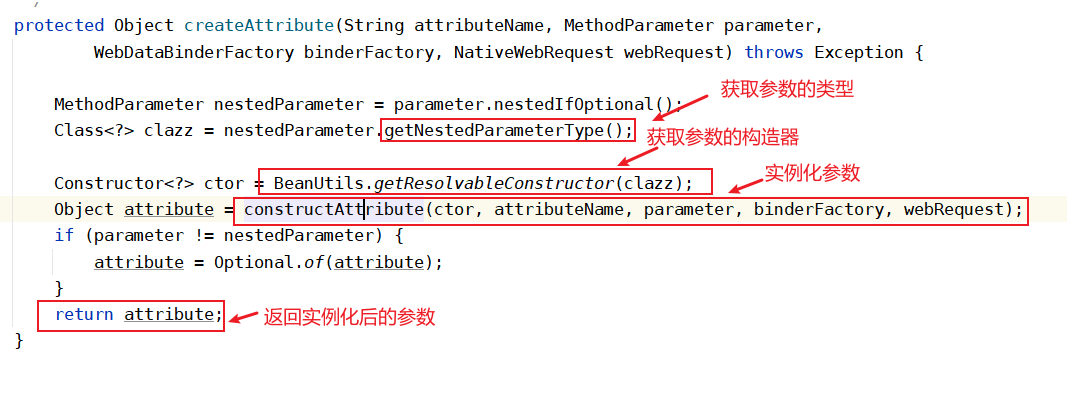 protected Object createAttribute(String attributeName, MethodParameter parameter,
WebDataBinderFactory binderFactory, NativeWebRequest webRequest) throws Exception {
获取参数的类型
MethodParameter nestedParameter = parameter.nestedIfOptional();
Class<?> clazz = nestedParameter.getNestedParameterType();
获取参数的构造器
实例化参数
Constructor<?> ctor = BeanUtils.getResolvableConstructor(clazz);
Object attribute = constructAttribute(ctor, attributeName, parameter, binderFactory, webRequest);
if (parameter != nestedParameter) {
attribute = Optional.of(attribute);
}
return attribute;
返回实例化后的参数
}